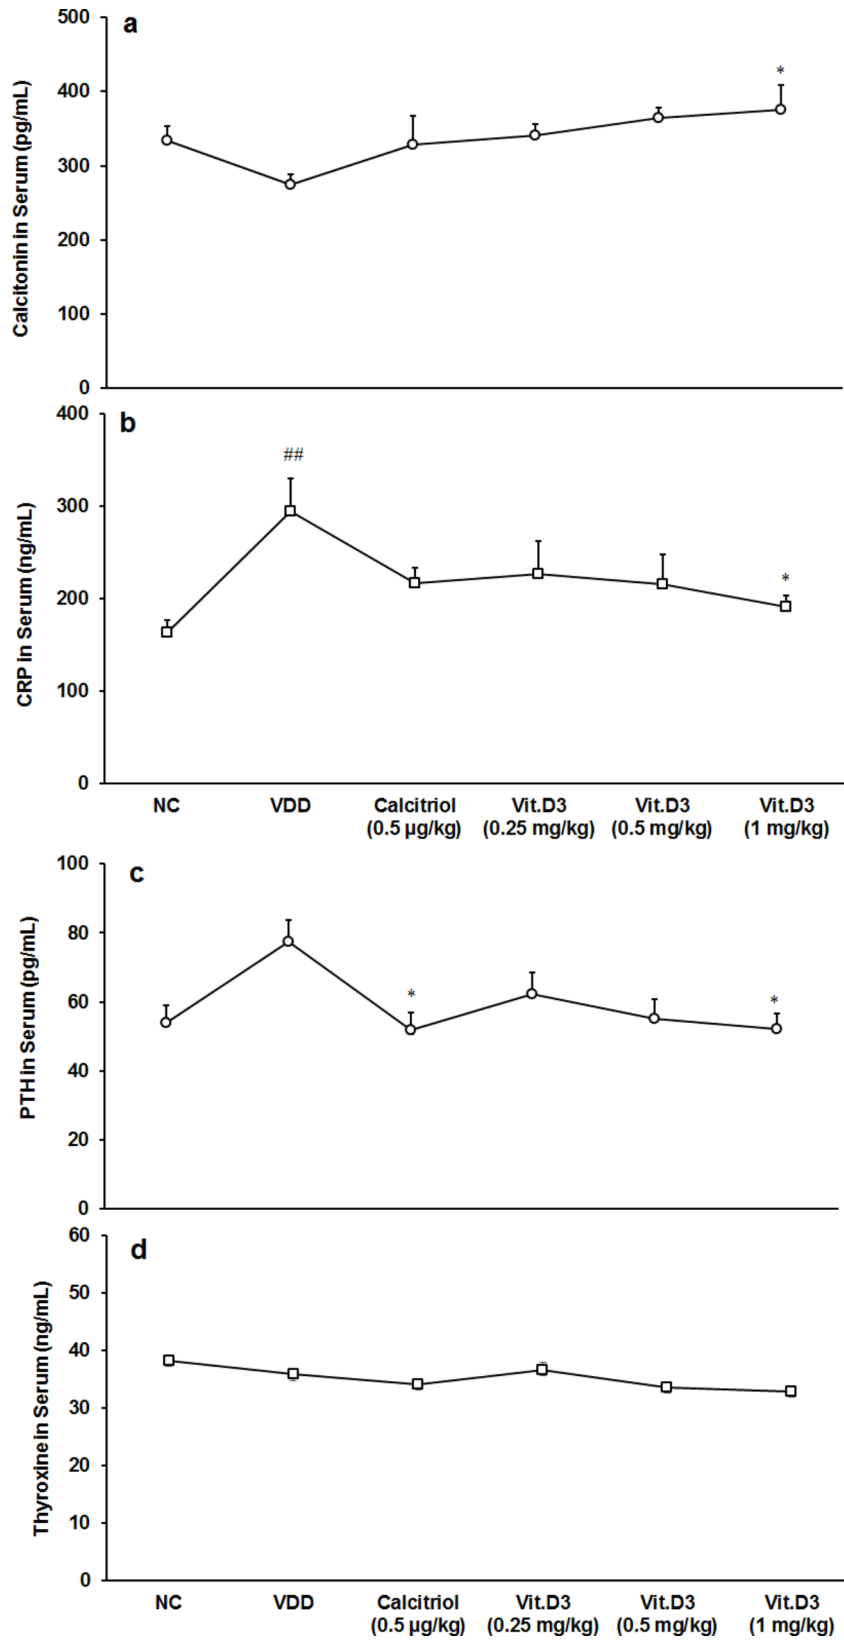 a
Calcitonin in Serum (pg/mL)
500
400
300
200
100
0
*
b
CRP in Serum (ng/mL)
400
300
200
100
0
##
*
NC VDD Calcitriol Vit.D3 Vit.D3 Vit.D3
(0.5 µg/kg) (0.25 mg/kg) (0.5 mg/kg) (1 mg/kg)
c
PTH in Serum (pg/mL)
100
80
60
40
20
0
* *
d
Thyroxine in Serum (ng/mL)
60
50
40
30
20
10
0
NC VDD Calcitriol Vit.D3 Vit.D3 Vit.D3
(0.5 µg/kg) (0.25 mg/kg) (0.5 mg/kg) (1 mg/kg)